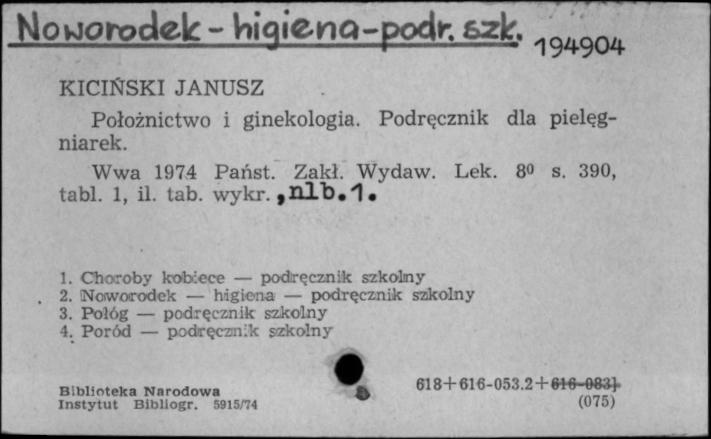 Noworodek - higiena - podr. szk.
194904
KICIŃSKI JANUSZ
Położnictwo i ginekologia. Podręcznik dla pielęg-
niarek.
Wwa 1974 Państ. Zakł. Wydaw. Lek. 8⁰ s. 390,
tabl. 1, il. tab. wykr., nlb. 1.
1. Choroby kobiece — podręcznik szkolny
2. Noworodek — higiena — podręcznik szkolny
3. Połóg — podręcznik szkolny
4. Poród — podręcznik szkolny
Biblioteka Narodowa
Instytut Bibliogr. 5915/74
618+616-053.2+616-083]
(075)